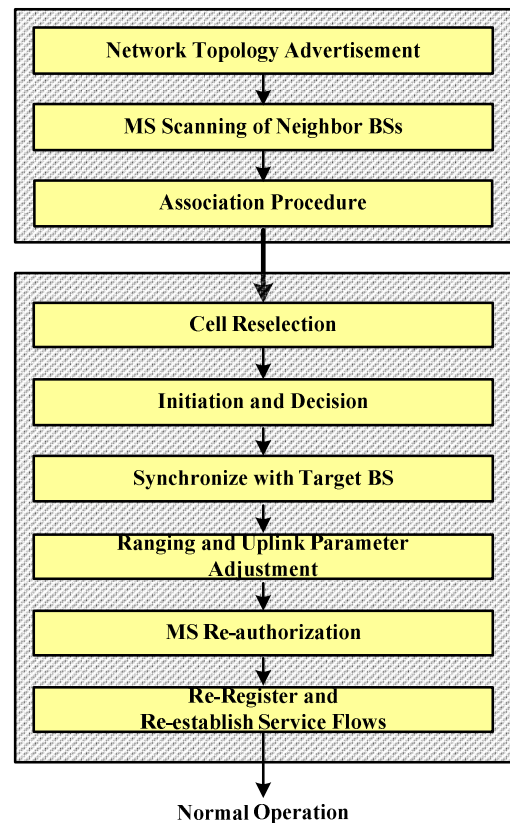 Network Topology Advertisement
MS Scanning of Neighbor BSs
Association Procedure
Cell Reselection
Initiation and Decision
Synchronize with Target BS
Ranging and Uplink Parameter
Adjustment
MS Re-authorization
Re-Register and
Re-establish Service Flows
Normal Operation